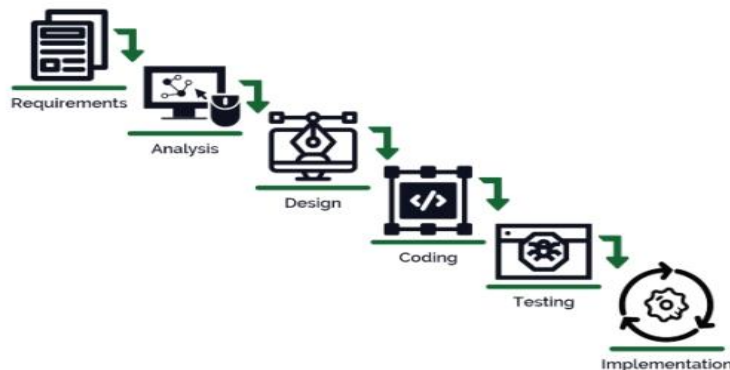 Requirements
Analysis
Design
</>
Coding
Testing
Implementation